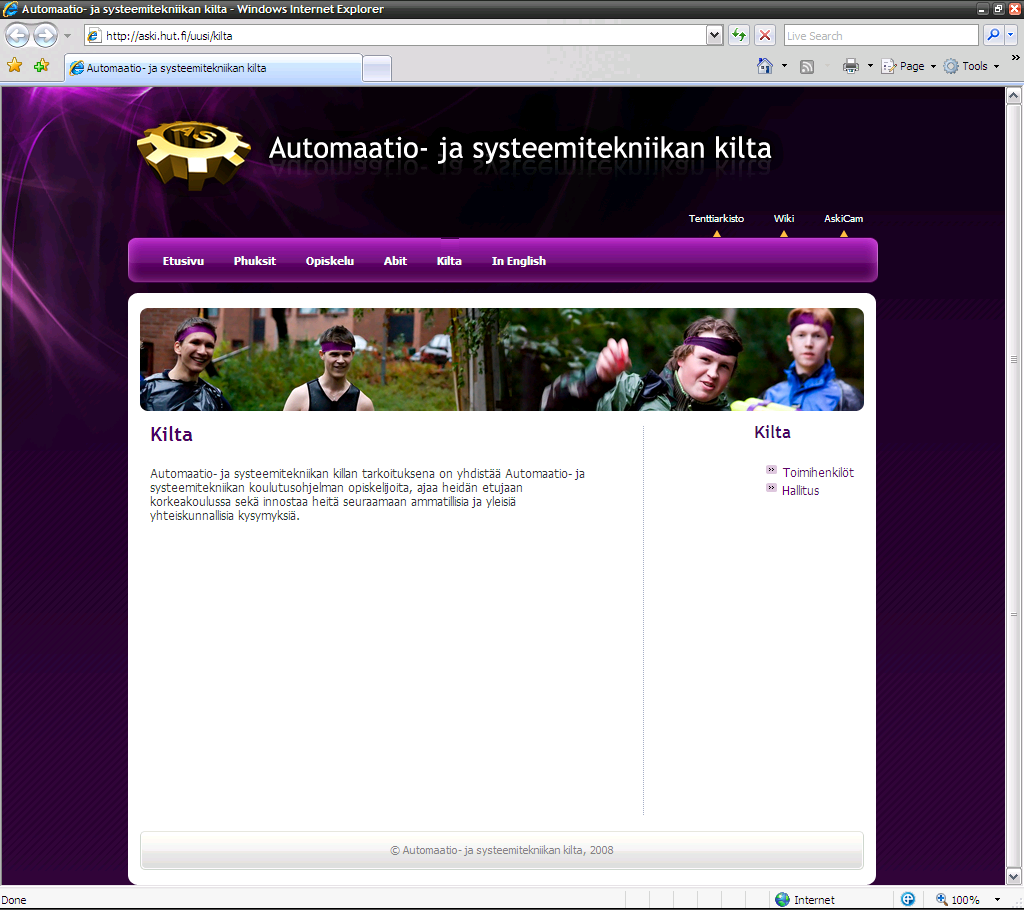 Automaatio- ja systeemitekniikan kilta - Windows Internet Explorer
http://aski.hut.fi/uusi/kilta
Live Search
Automaatio- ja systeemitekniikan kilta
Page
Tools
AS
Automaatio- ja systeemitekniikan kilta
Tenttiarkisto Wiki AskiCam
Etusivu Phuksit Opiskelu Abit Kilta In English
Kilta
Automaatio- ja systeemitekniikan killan tarkoituksena on yhdistää Automaatio- ja
systeemitekniikan koulutusohjelman opiskelijoita, ajaa heidän etujaan
korkeakoulussa sekä innostaa heitä seuraamaan ammatillisia ja yleisiä
yhteiskunnallisia kysymyksiä.
Kilta
Toimihenkilöt
Hallitus
© Automaatio- ja systeemitekniikan kilta, 2008
Done
Internet
100%